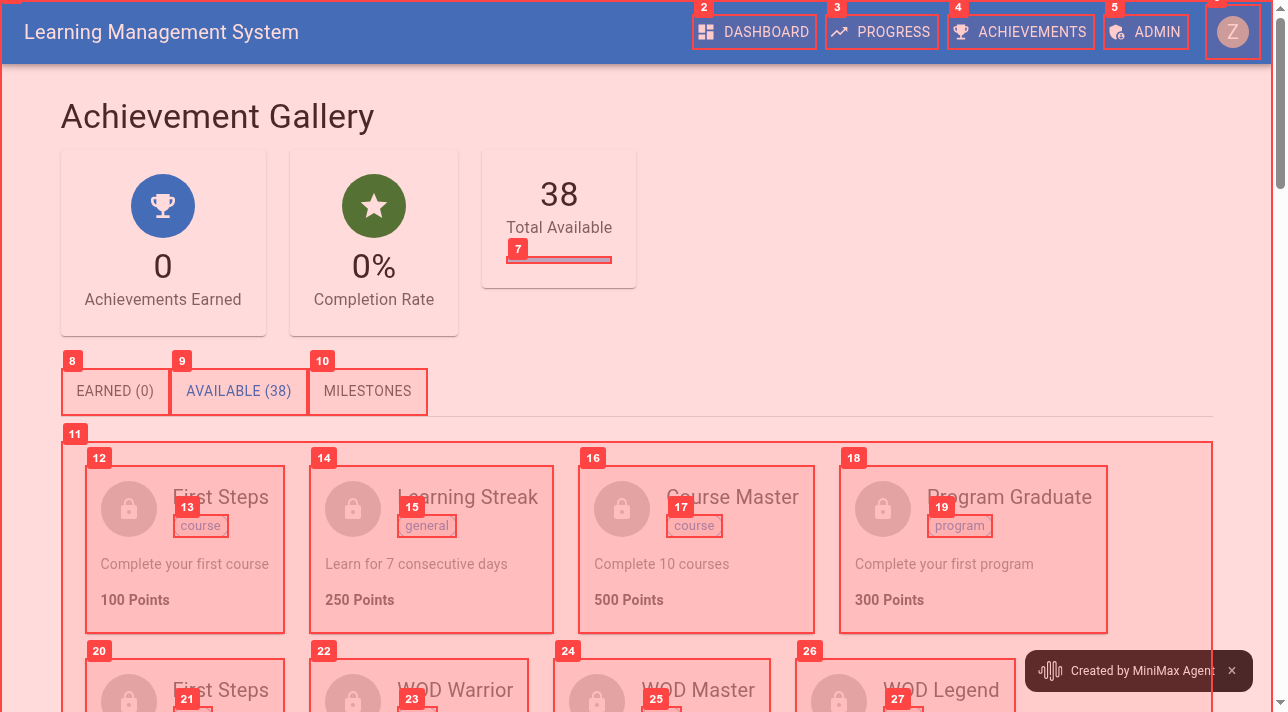 Learning Management System
2 3 4 5
DASHBOARD PROGRESS ACHIEVEMENTS ADMIN Z
Achievement Gallery
0
Achievements Earned
0%
Completion Rate
38
Total Available
7
8 9 10
EARNED (0) AVAILABLE (38) MILESTONES
11
12 14 16 18
First Steps Learning Streak Course Master Program Graduate
13 15 17 19
course general course program
Complete your first course Learn for 7 consecutive days Complete 10 courses Complete your first program
100 Points 250 Points 500 Points 300 Points
20 22 24 26
First Steps WOD Warrior WOD Master WOD Legend
21 23 25 27
Created by MiniMax Agent ×